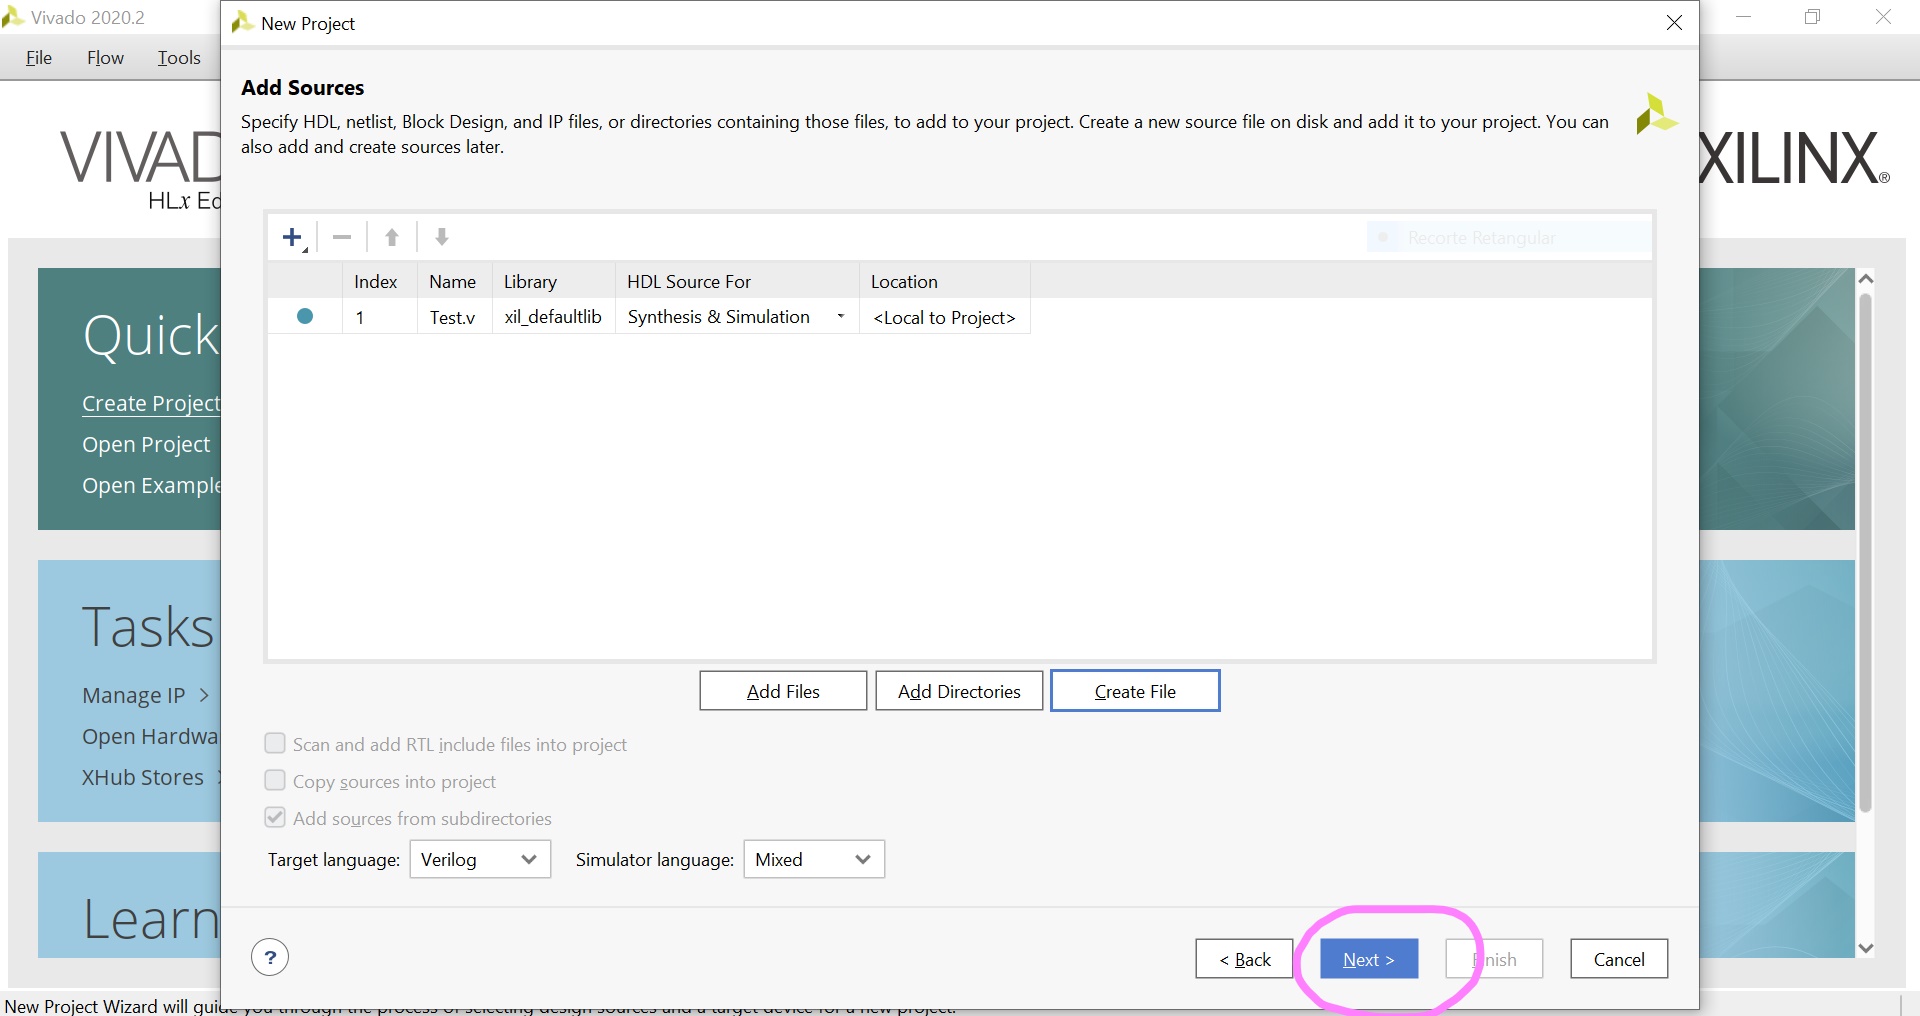 Vivado 2020.2
New Project
File Flow Tools
Add Sources
Specify HDL, netlist, Block Design, and IP files, or directories containing those files, to add to your project. Create a new source file on disk and add it to your project. You can
also add and create sources later.
VIVAD
HLx Ed
XILINX®
Recorte Retangular
Index Name Library HDL Source For Location
1 Test.v xil_defaultlib Synthesis & Simulation <Local to Project>
Quick
Create Project
Open Project
Open Example
Tasks
Manage IP >
Open Hardwa
XHub Stores
Learn
Add Files Add Directories Create File
Scan and add RTL include files into project
Copy sources into project
Add sources from subdirectories
Target language: Verilog Simulator language: Mixed
? < Back Next > Finish Cancel
New Project Wizard will guide you through the process of selecting design sources and a target device for a new project.